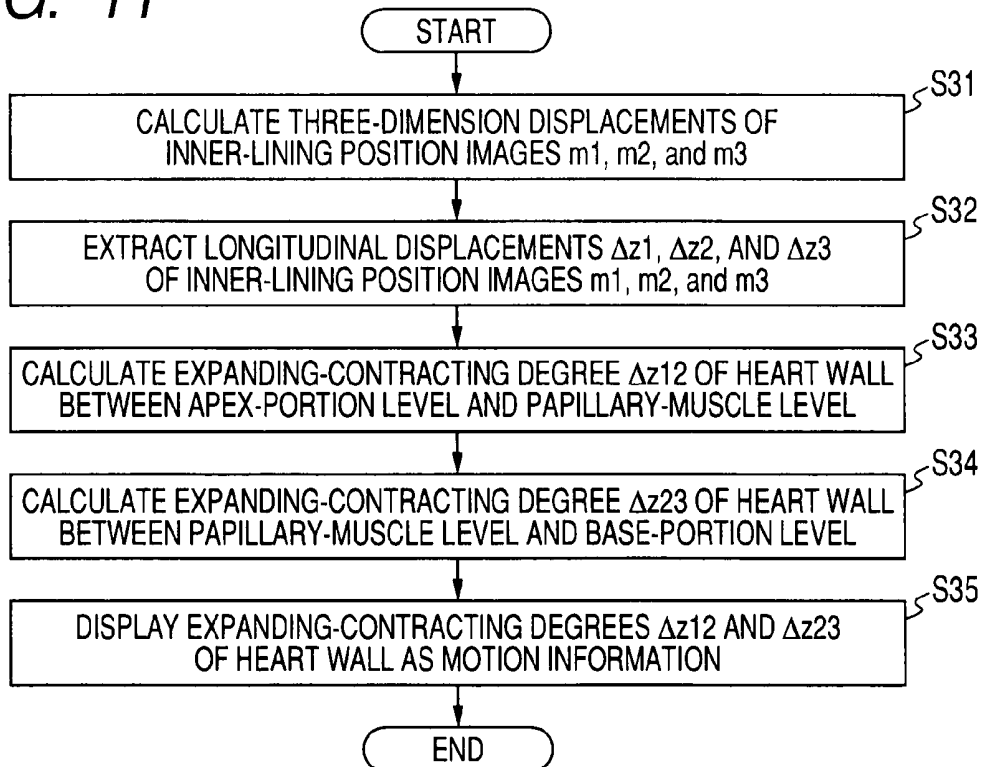 START
S31
CALCULATE THREE-DIMENSION DISPLACEMENTS OF
INNER-LINING POSITION IMAGES m1, m2, and m3
S32
EXTRACT LONGITUDINAL DISPLACEMENTS Δz1, Δz2, AND Δz3
OF INNER-LINING POSITION IMAGES m1, m2, and m3
S33
CALCULATE EXPANDING-CONTRACTING DEGREE Δz12 OF HEART WALL
BETWEEN APEX-PORTION LEVEL AND PAPILLARY-MUSCLE LEVEL
S34
CALCULATE EXPANDING-CONTRACTING DEGREE Δz23 OF HEART WALL
BETWEEN PAPILLARY-MUSCLE LEVEL AND BASE-PORTION LEVEL
S35
DISPLAY EXPANDING-CONTRACTING DEGREES Δz12 AND Δz23
OF HEART WALL AS MOTION INFORMATION
END